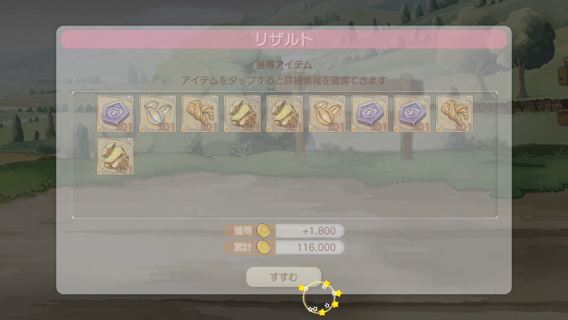 リザルト
獲得アイテム
アイテムをタップすると詳細情報を確認できます
獲得 +1,800
累計 116,000
すすむ